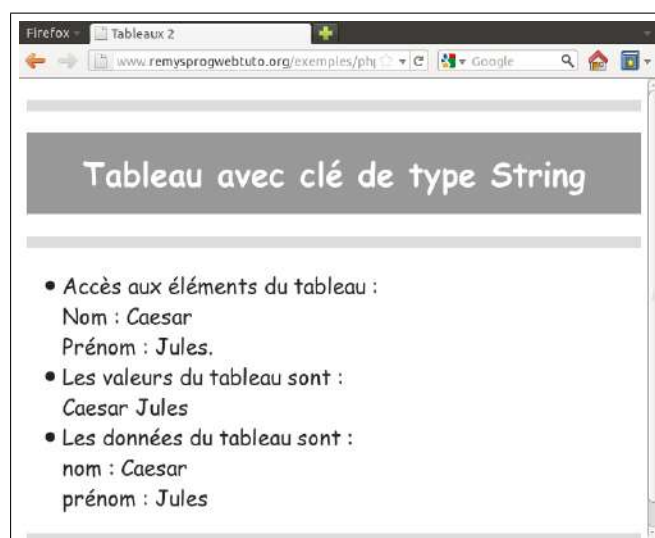 Firefox
Tableaux 2
www.remysprogwebtuto.org/exemples/php
Google
Tableau avec clé de type String
Accès aux éléments du tableau :
Nom : Caesar
Prénom : Jules.
Les valeurs du tableau sont :
Caesar Jules
Les données du tableau sont :
nom : Caesar
prénom : Jules